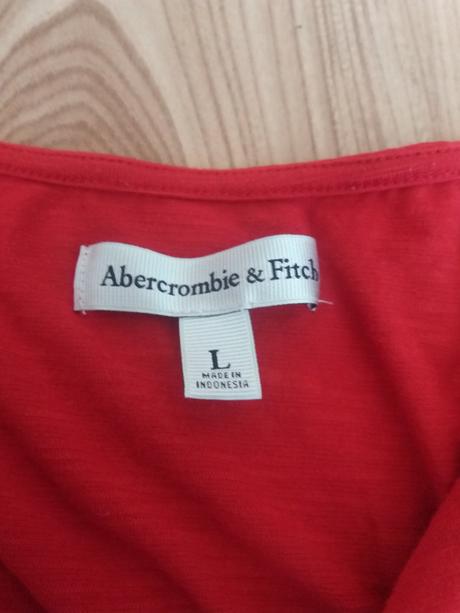 Abercrombie & Fitch
L
MADE IN
INDONESIA